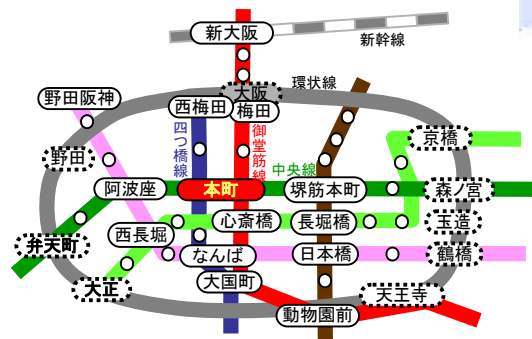 新大阪
新幹線
大阪
環状線
野田阪神
西梅田
梅田
四つ橋線
御堂筋線
京橋
野田
中央線
阿波座
本町
堺筋本町
森ノ宮
心斎橋
長堀橋
玉造
西長堀
弁天町
なんば
日本橋
鶴橋
大国町
大正
天王寺
動物園前